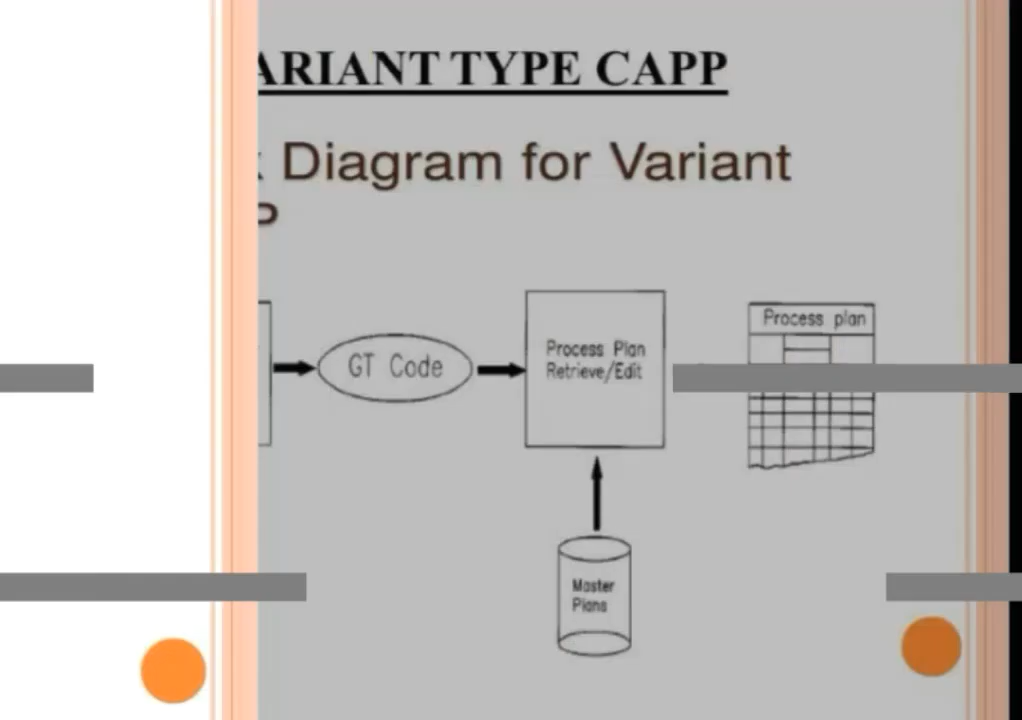 ARIANT TYPE CAPP
Diagram for Variant
P
Process plan
GT Code
Process Plan
Retrieve/Edit
Master
Plans